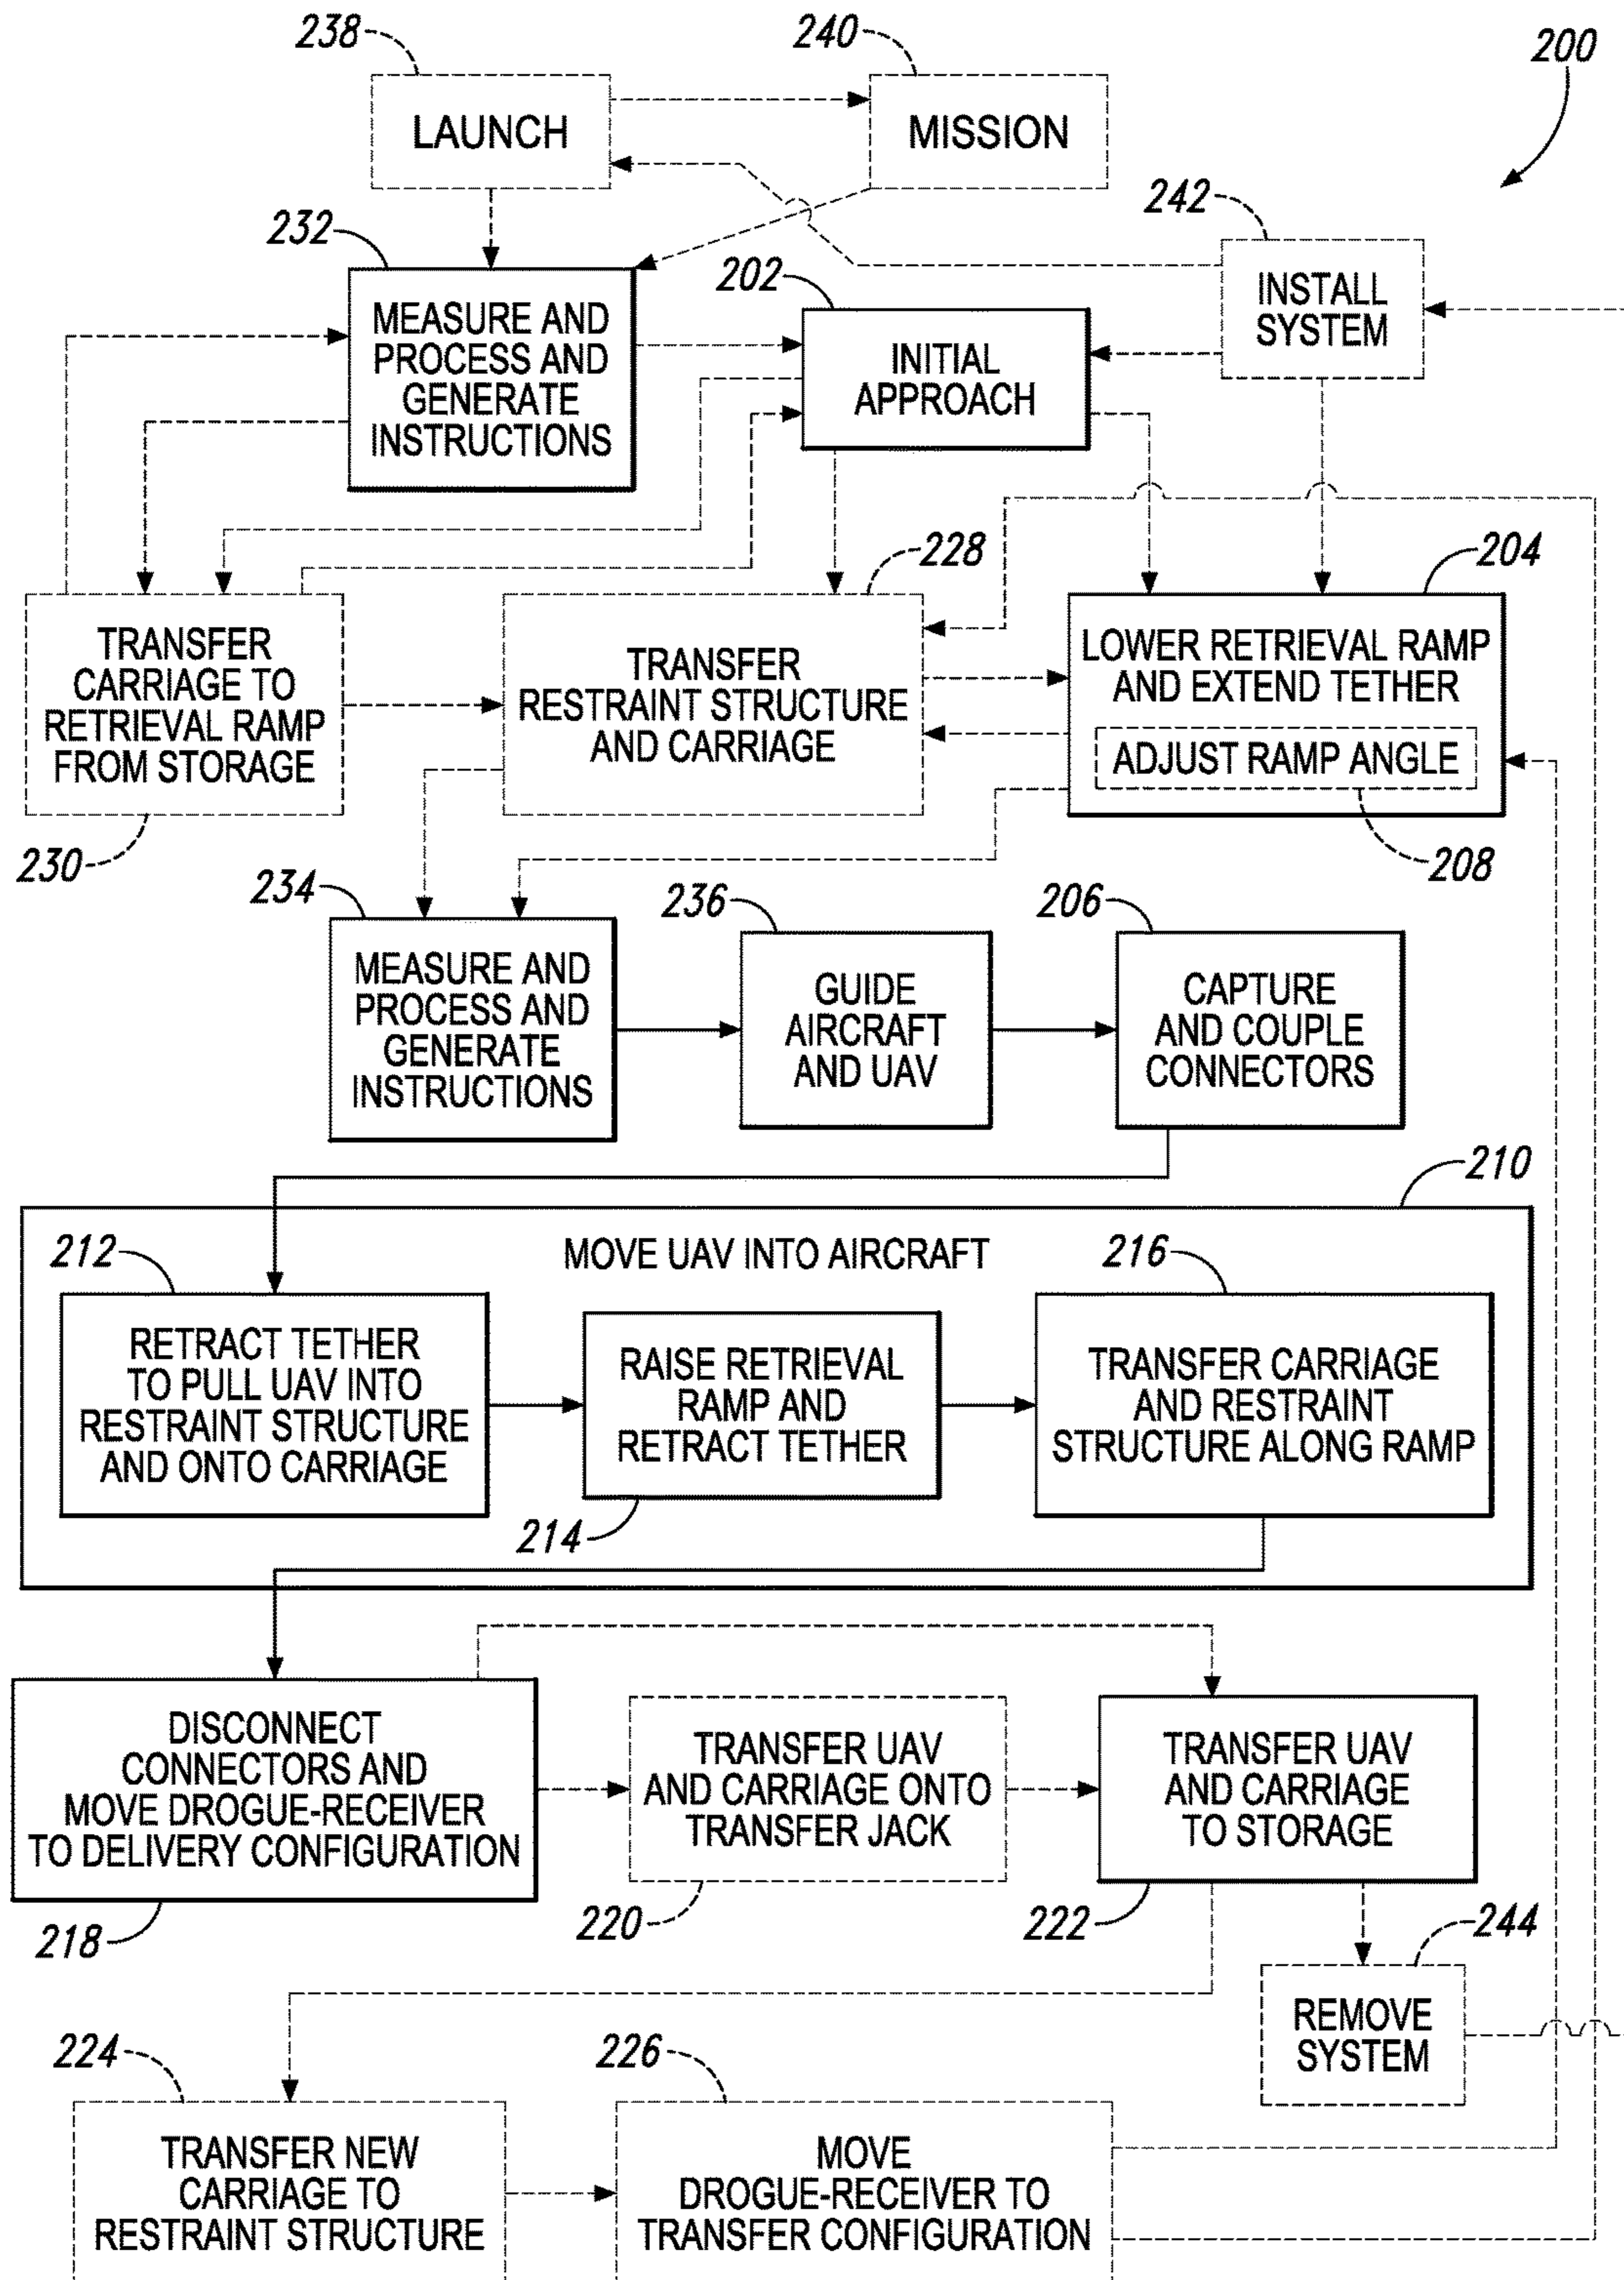 238
240
200
LAUNCH
MISSION
242
232
202
INSTALL
SYSTEM
MEASURE AND
PROCESS AND
GENERATE
INSTRUCTIONS
INITIAL
APPROACH
228
204
TRANSFER
CARRIAGE TO
RETRIEVAL RAMP
FROM STORAGE
TRANSFER
RESTRAINT STRUCTURE
AND CARRIAGE
LOWER RETRIEVAL RAMP
AND EXTEND TETHER
ADJUST RAMP ANGLE
230
208
234
236
206
MEASURE AND
PROCESS AND
GENERATE
INSTRUCTIONS
GUIDE
AIRCRAFT
AND UAV
CAPTURE
AND COUPLE
CONNECTORS
210
MOVE UAV INTO AIRCRAFT
212
216
RETRACT TETHER
TO PULL UAV INTO
RESTRAINT STRUCTURE
AND ONTO CARRIAGE
RAISE RETRIEVAL
RAMP AND
RETRACT TETHER
TRANSFER CARRIAGE
AND RESTRAINT
STRUCTURE ALONG RAMP
214
DISCONNECT
CONNECTORS AND
MOVE DROGUE-RECEIVER
TO DELIVERY CONFIGURATION
TRANSFER UAV
AND CARRIAGE ONTO
TRANSFER JACK
TRANSFER UAV
AND CARRIAGE
TO STORAGE
218
220
222
244
REMOVE
SYSTEM
224
226
TRANSFER NEW
CARRIAGE TO
RESTRAINT STRUCTURE
MOVE
DROGUE-RECEIVER TO
TRANSFER CONFIGURATION